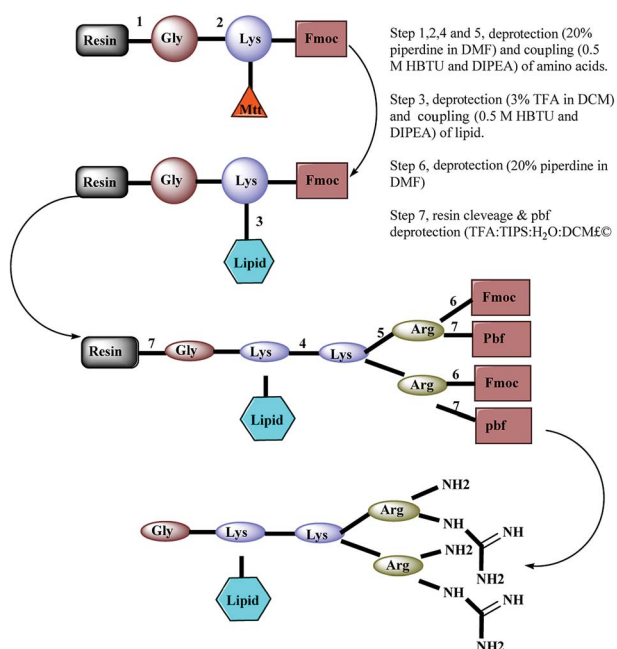 1
2
Resin
Gly
Lys
Fmoc
Mtt
Step 1,2,4 and 5, deprotection (20%
piperdine in DMF) and coupling (0.5
M HBTU and DIPEA) of amino acids.
Step 3, deprotection (3% TFA in DCM)
and coupling (0.5 M HBTU and
DIPEA) of lipid.
Step 6, deprotection (20% piperdine in
DMF)
Step 7, resin cleveage & pbf
deprotection (TFA:TIPS:H2O:DCM£©
Resin
Gly
Lys
Fmoc
3
Lipid
6
Fmoc
5
Arg
7
Pbf
Resin
7
Gly
Lys
4
Lys
6
Arg
Fmoc
7
pbf
Lipid
NH2
Arg
NH
NH
Gly
Lys
Lys
NH2
Arg
NH2
NH
NH
Lipid
NH2